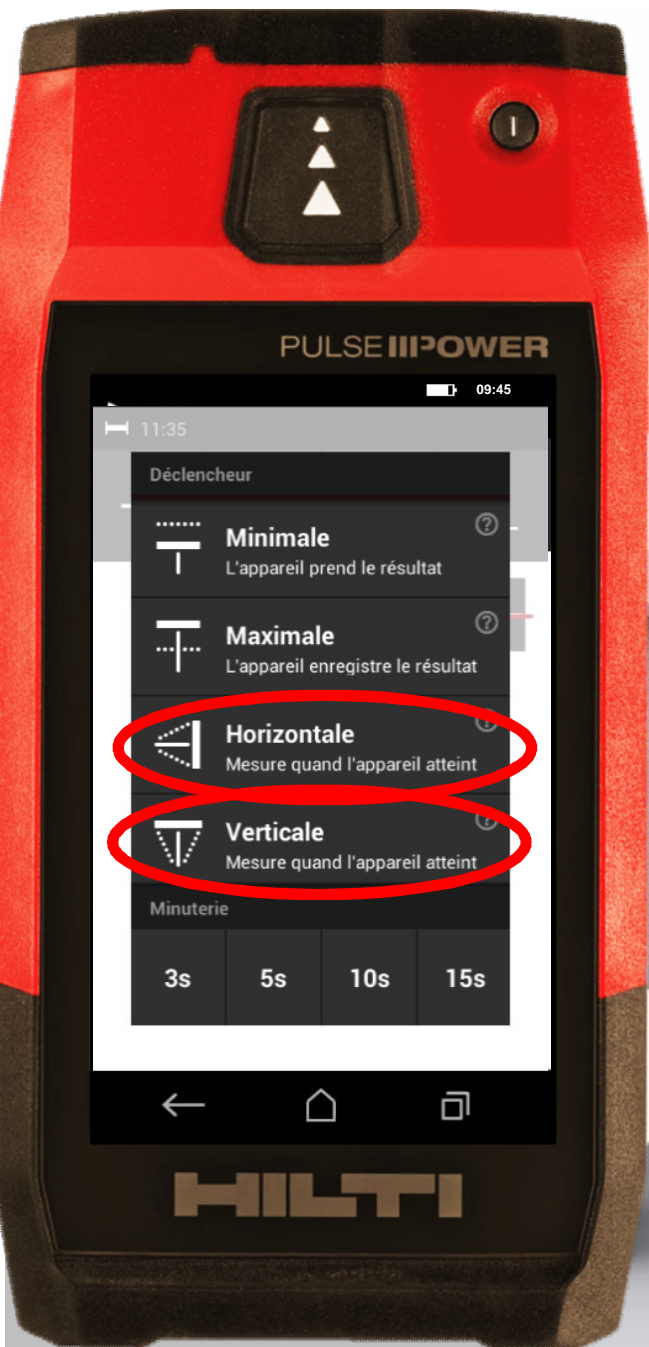 PULSE POWER
09:45
11:35
Déclencheur
Minimale
L'appareil prend le résultat
Maximale
L'appareil enregistre le résultat
Horizontale
Mesure quand l'appareil atteint
Verticale
Mesure quand l'appareil atteint
Minuterie
3s 5s 10s 15s
HILTI